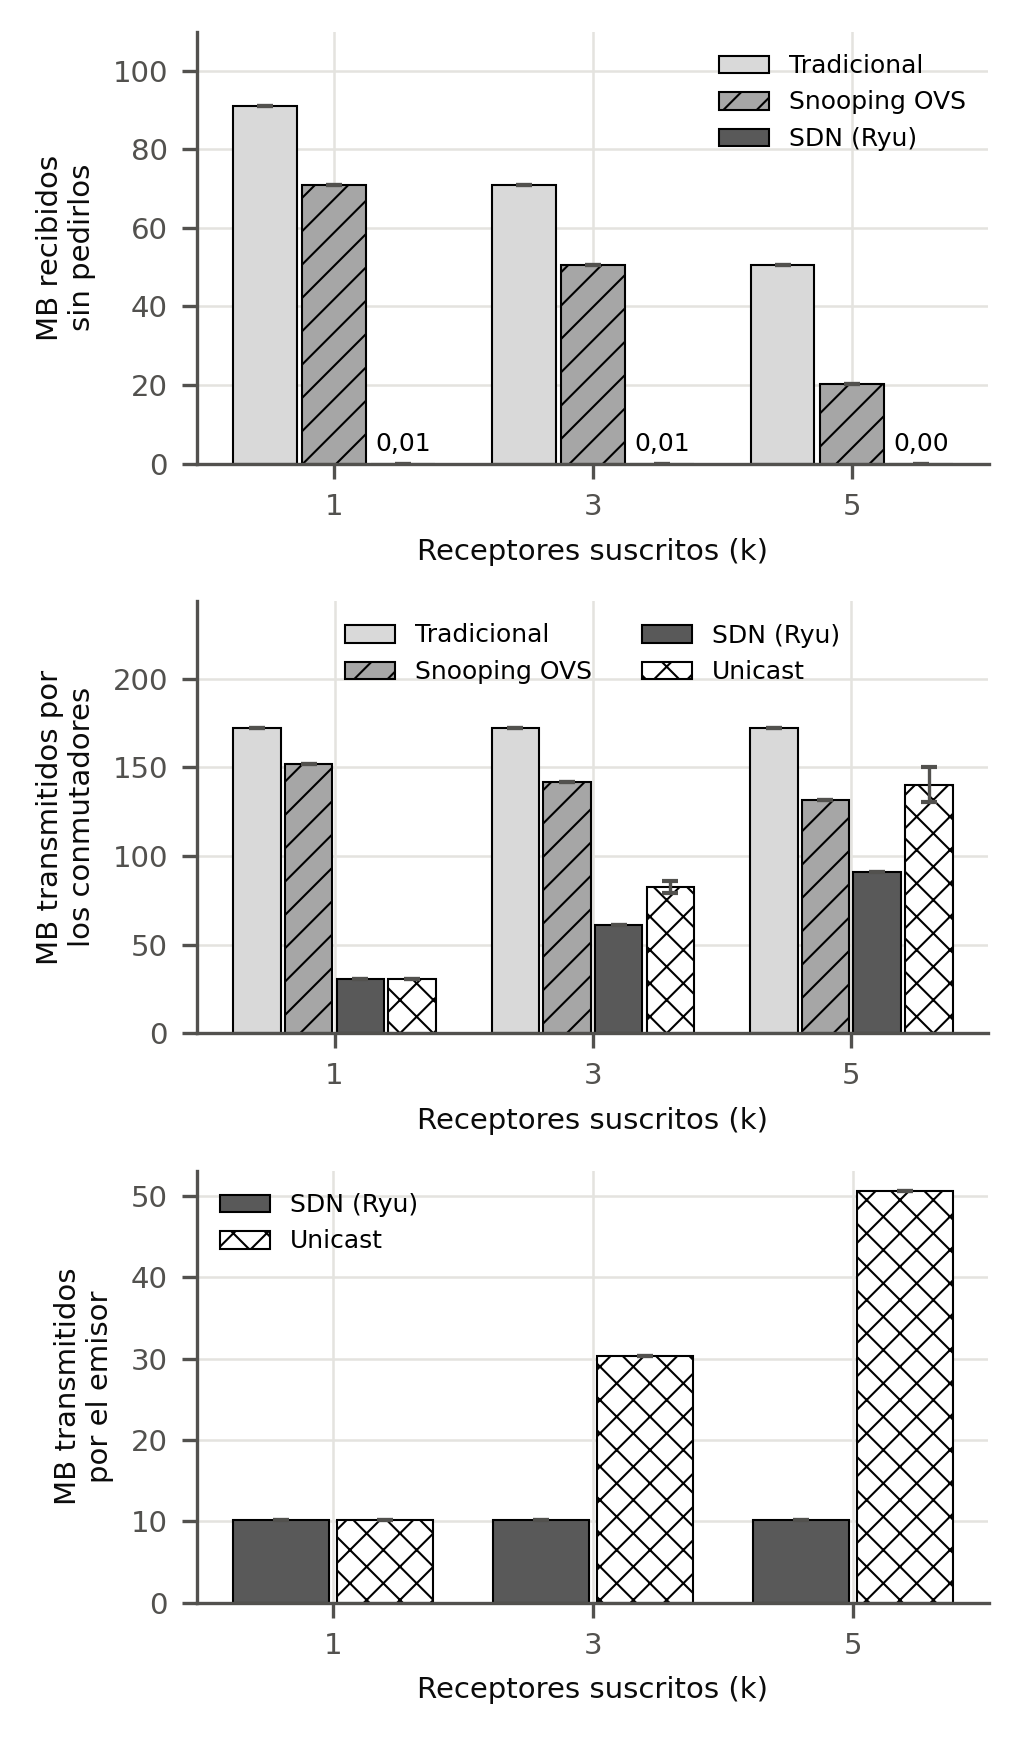 MB recibidos
sin pedirlos
100
80
60
40
20
0
Tradicional
Snooping OVS
SDN (Ryu)
0,01
0,01
0,00
1
3
5
Receptores suscritos (k)
MB transmitidos por
los conmutadores
200
150
100
50
0
Tradicional
Snooping OVS
SDN (Ryu)
Unicast
1
3
5
Receptores suscritos (k)
MB transmitidos
por el emisor
50
40
30
20
10
0
SDN (Ryu)
Unicast
1
3
5
Receptores suscritos (k)